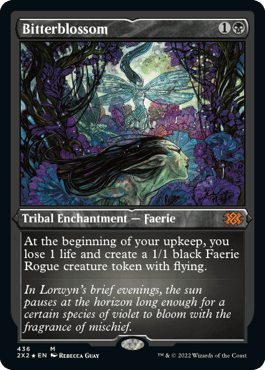 Bitterblossom 1
Tribal Enchantment — Faerie
At the beginning of your upkeep, you
lose 1 life and create a 1/1 black Faerie
Rogue creature token with flying.
In Lorwyn's brief evenings, the sun
pauses at the horizon long enough for a
certain species of violet to bloom with the
fragrance of mischief.
436 M
2X2 ★ EN REBECCA GUAY ™ & © 2022 Wizards of the Coast